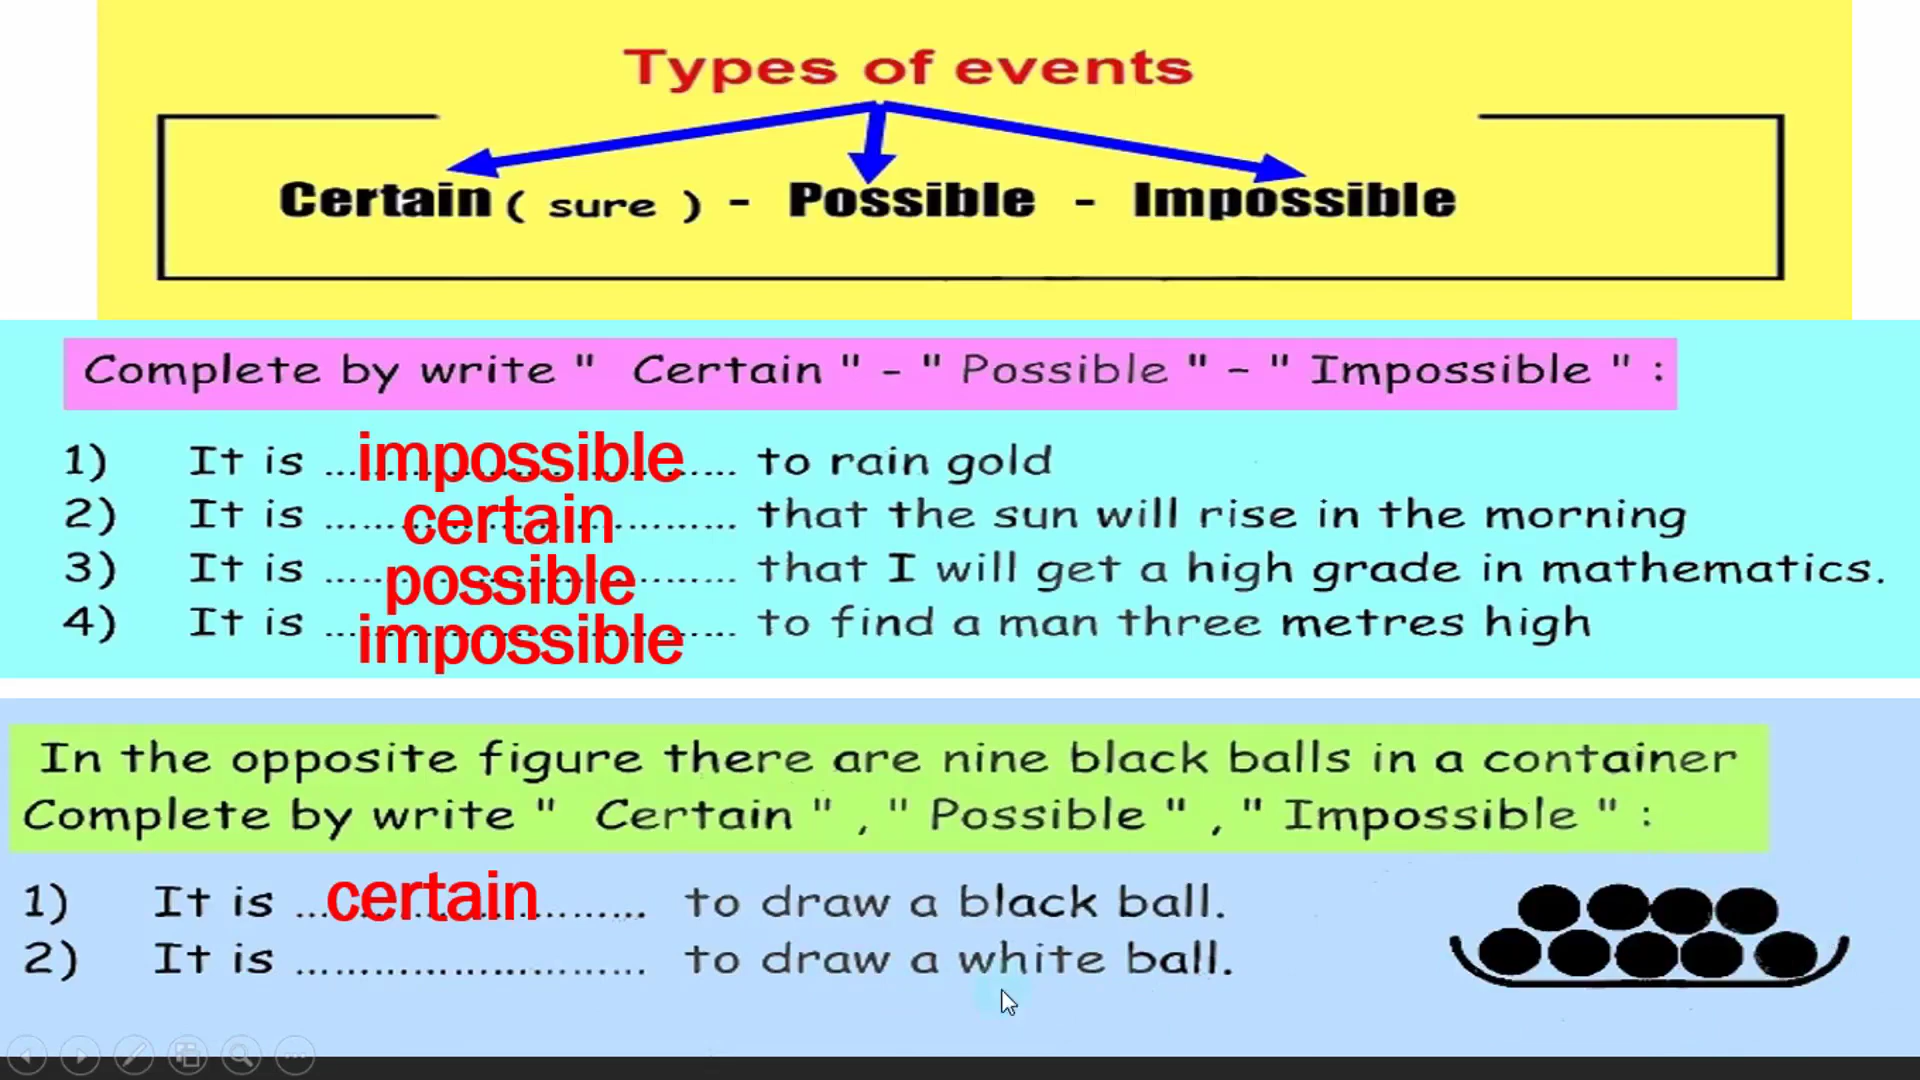 Types of events
Certain ( sure ) - Possible - Impossible
Complete by write " Certain " - " Possible " - " Impossible " :
1) It is ...impossible... to rain gold
2) It is ...certain... that the sun will rise in the morning
3) It is ...possible... that I will get a high grade in mathematics.
4) It is ...impossible... to find a man three metres high
In the opposite figure there are nine black balls in a container
Complete by write " Certain " , " Possible " , " Impossible " :
1) It is ...certain... to draw a black ball.
2) It is ........................... to draw a white ball.